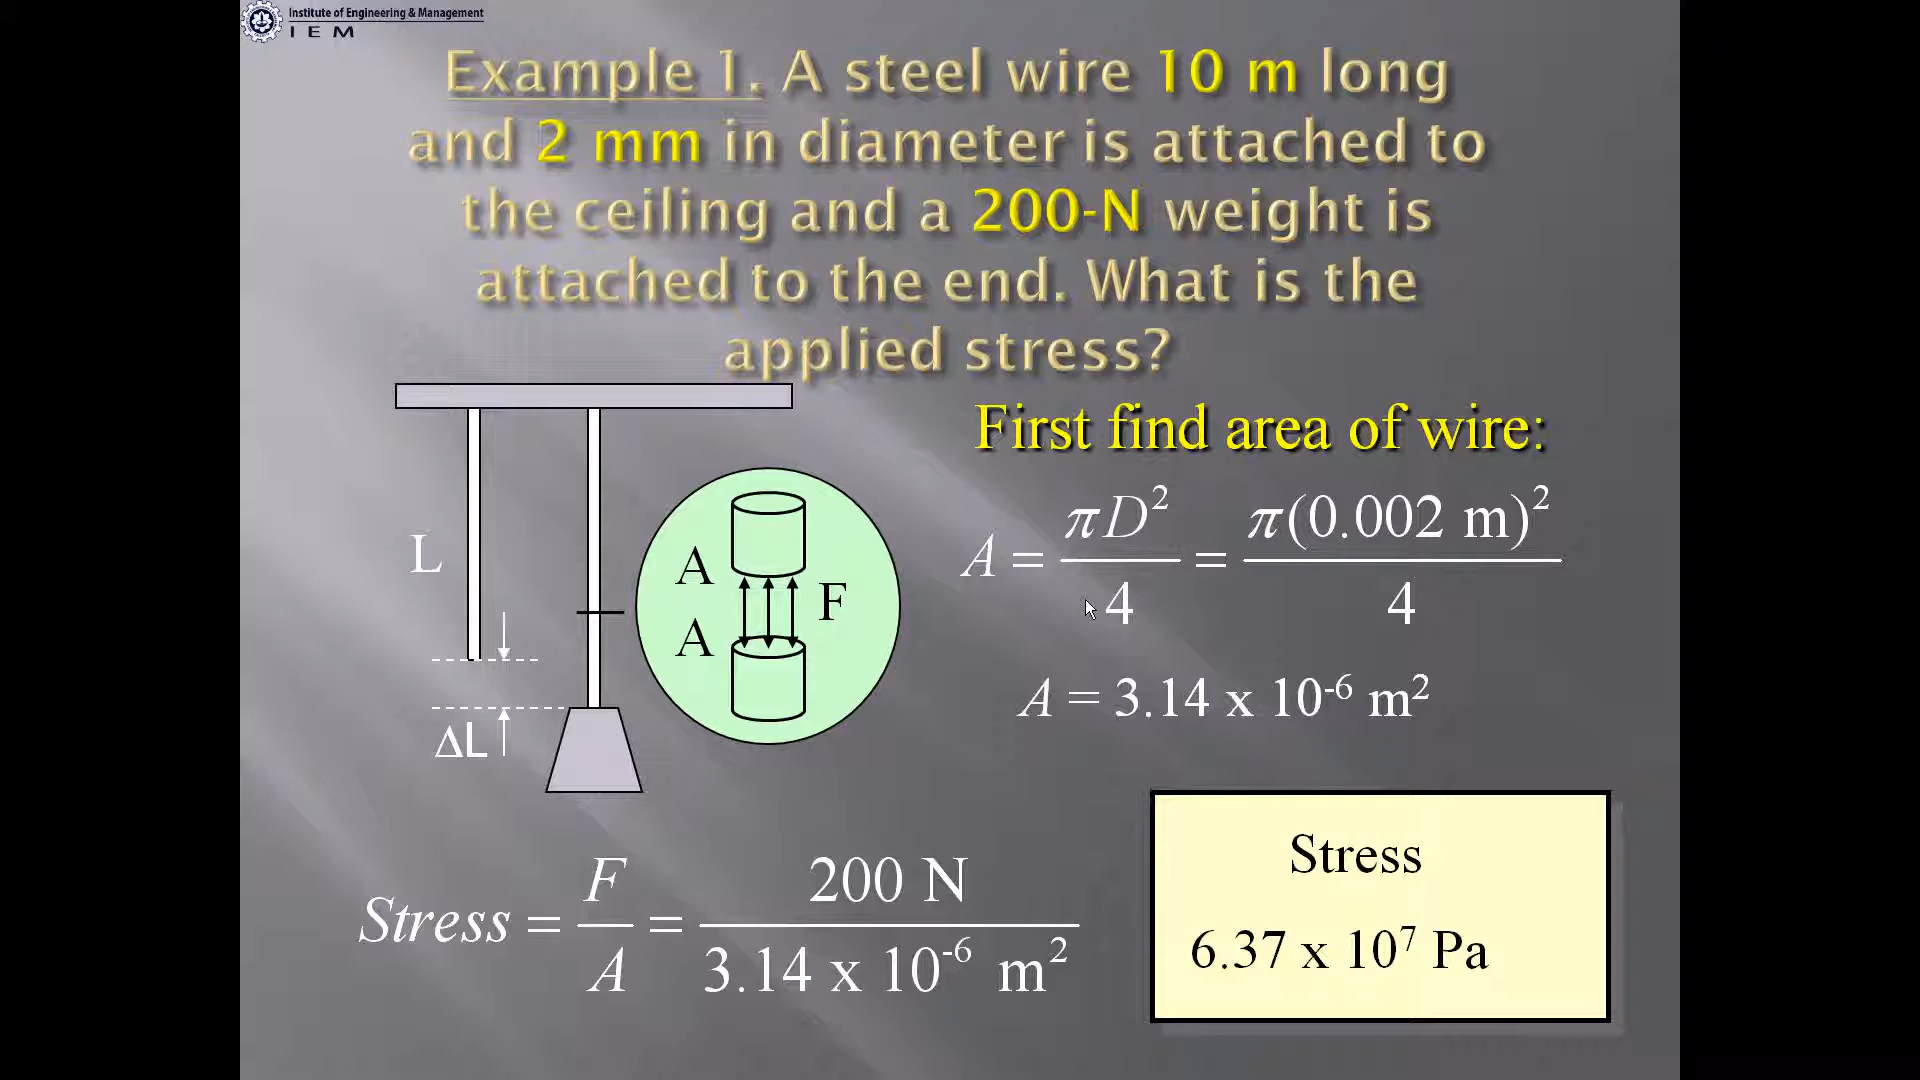 Institute of Engineering & Management
I E M
Example 1. A steel wire 10 m long
and 2 mm in diameter is attached to
the ceiling and a 200-N weight is
attached to the end. What is the
applied stress?
First find area of wire:
L
ΔL
A
A
F
A = πD² / 4 = π(0.002 m)² / 4
A = 3.14 x 10⁻⁶ m²
Stress = F / A = 200 N / 3.14 x 10⁻⁶ m²
Stress
6.37 x 10⁷ Pa